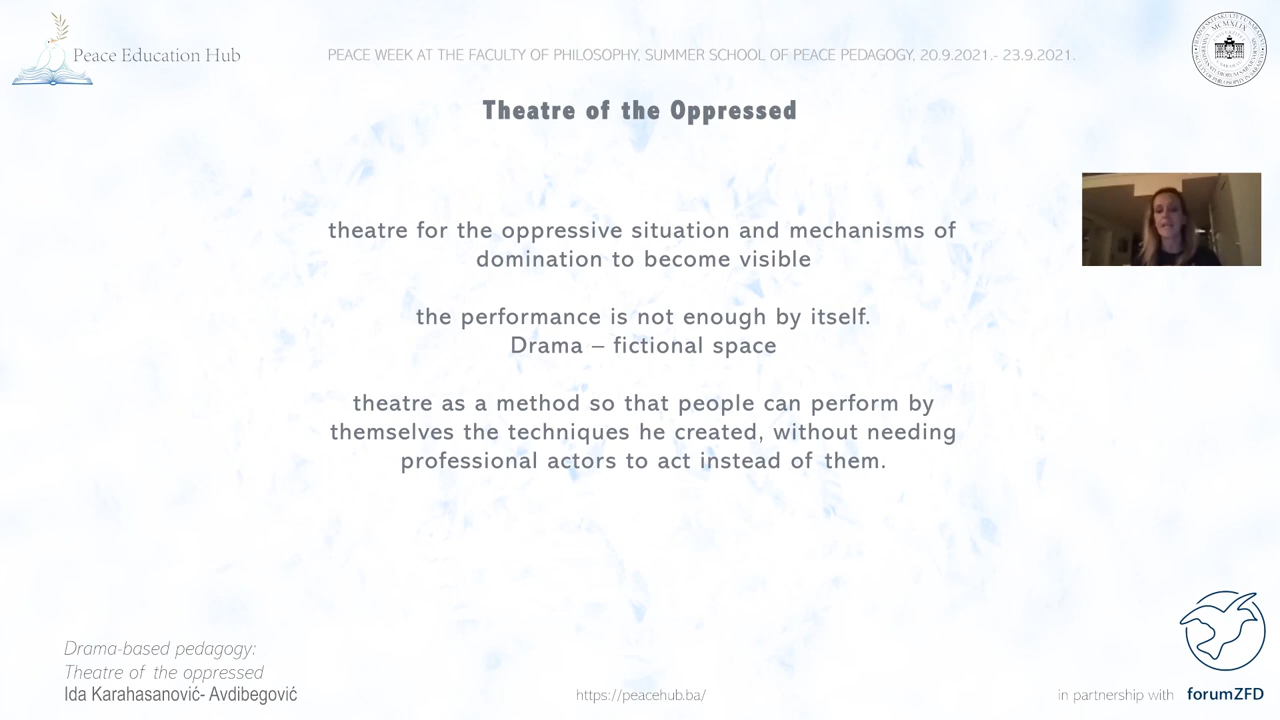 Peace Education Hub
PEACE WEEK AT THE FACULTY OF PHILOSOPHY, SUMMER SCHOOL OF PEACE PEDAGOGY, 20.9.2021.- 23.9.2021.
Theatre of the Oppressed
theatre for the oppressive situation and mechanisms of
domination to become visible
the performance is not enough by itself.
Drama – fictional space
theatre as a method so that people can perform by
themselves the techniques he created, without needing
professional actors to act instead of them.
Drama-based pedagogy:
Theatre of the oppressed
Ida Karahasanović- Avdibegović
https://peacehub.ba/
in partnership with forumZFD